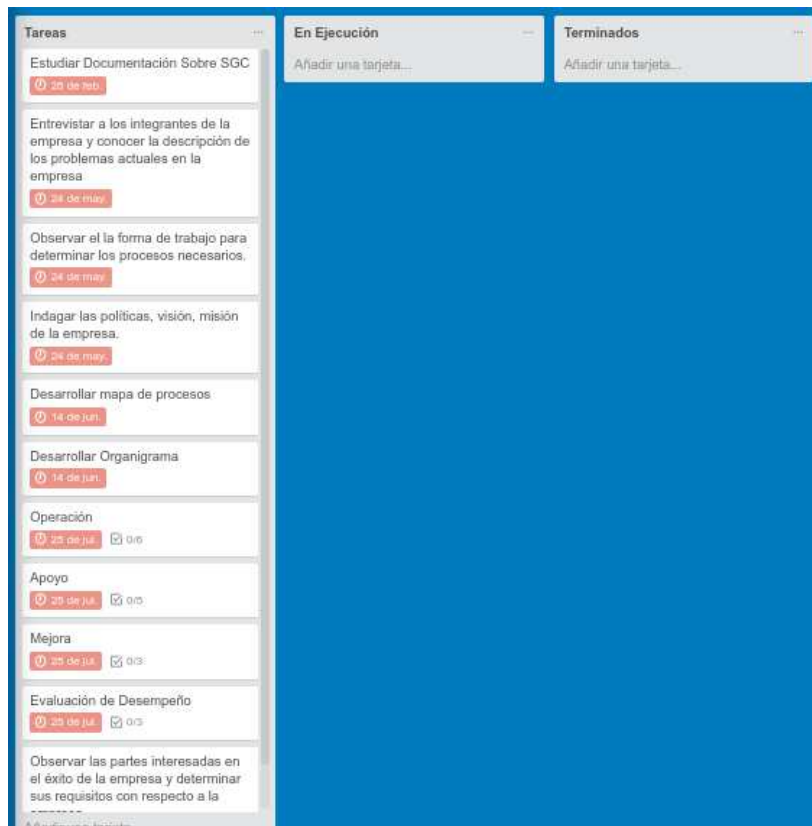 Tareas
Estudiar Documentación Sobre SGC
25 de feb.
Entrevistar a los integrantes de la
empresa y conocer la descripción de
los problemas actuales en la
empresa
24 de may.
Observar el la forma de trabajo para
determinar los procesos necesarios.
24 de may.
Indagar las políticas, visión, misión
de la empresa.
24 de may.
Desarrollar mapa de procesos
14 de jun.
Desarrollar Organigrama
14 de jun.
Operación
25 de jul. 0/6
Apoyo
25 de jul. 0/5
Mejora
25 de jul. 0/3
Evaluación de Desempeño
25 de jul. 0/3
Observar las partes interesadas en
el éxito de la empresa y determinar
sus requisitos con respecto a la
En Ejecución
Añadir una tarjeta...
Terminados
Añadir una tarjeta...